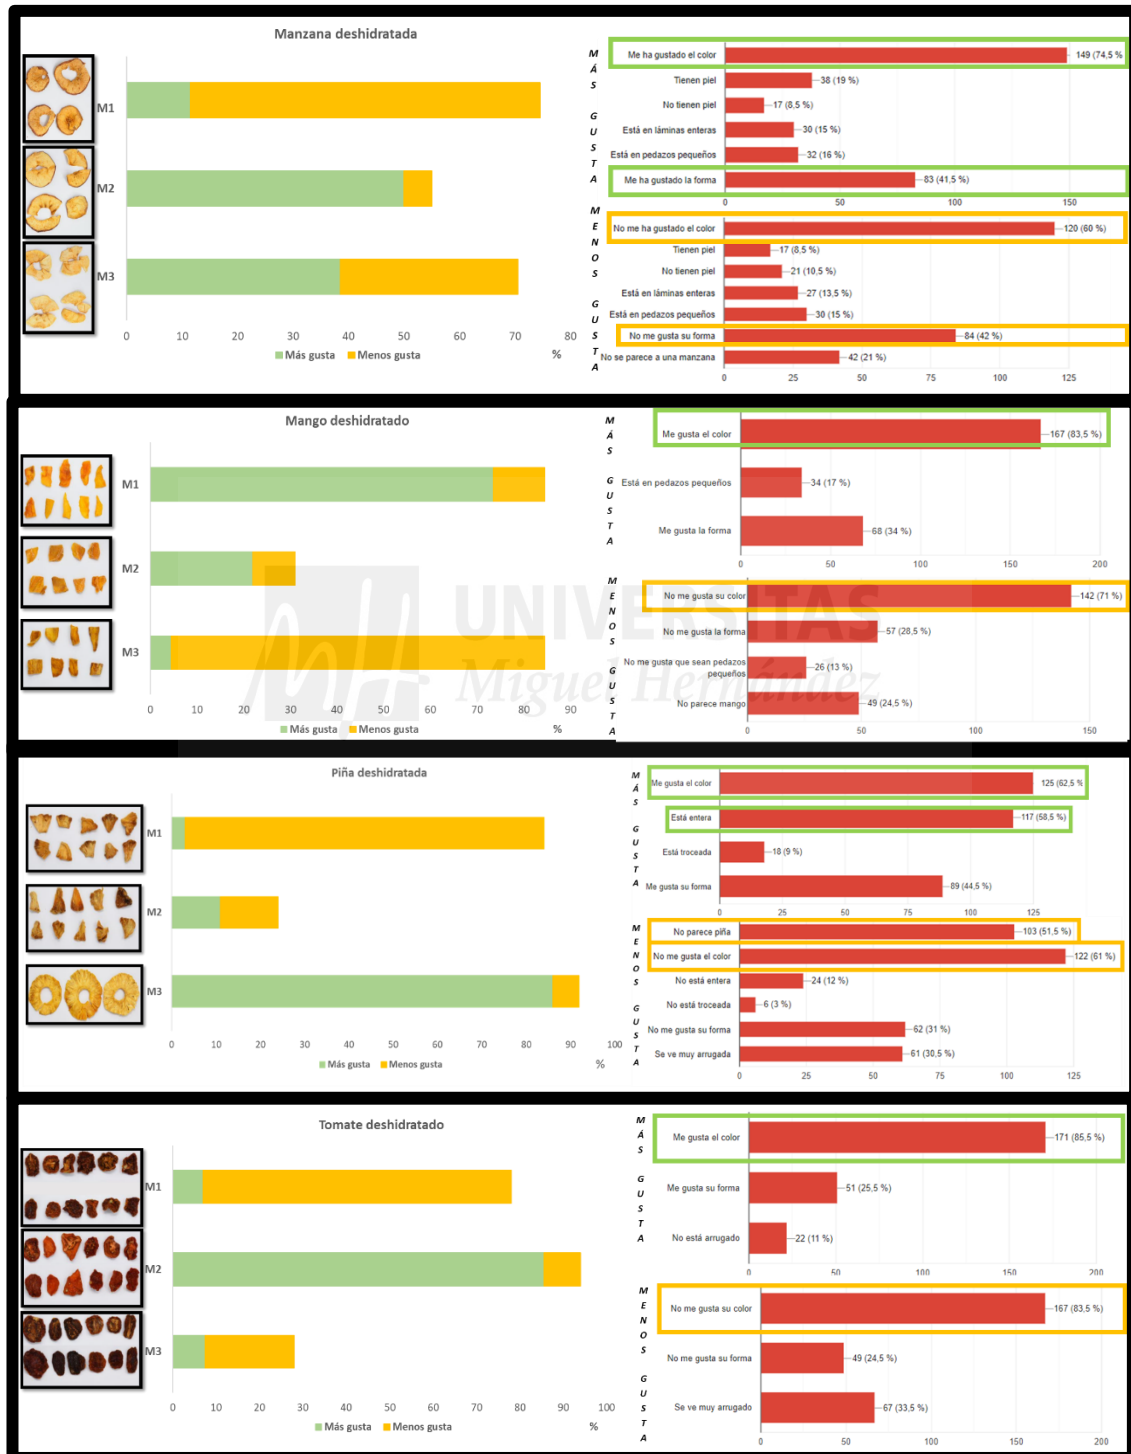 Manzana deshidratada
M1
M2
M3
0 10 20 30 40 50 60 70 80
Más gusta Menos gusta %
MÁS GUSTA
Me ha gustado el color 149 (74,5 %
Tienen piel 38 (19 %)
No tienen piel 17 (8,5 %)
Está en láminas enteras 30 (15 %)
Está en pedazos pequeños 32 (16 %)
Me ha gustado la forma 83 (41,5 %)
0 50 100 150
MENOS GUSTA
No me ha gustado el color 120 (60 %)
Tienen piel 17 (8,5 %)
No tienen piel 21 (10,5 %)
Está en láminas enteras 27 (13,5 %)
Está en pedazos pequeños 30 (15 %)
No me gusta su forma 84 (42 %)
No se parece a una manzana 42 (21 %)
0 25 50 75 100 125
Mango deshidratado
M1
M2
M3
0 10 20 30 40 50 60 70 80 90
Más gusta Menos gusta %
MÁS GUSTA
Me gusta el color 167 (83,5 %)
Está en pedazos pequeños 34 (17 %)
Me gusta la forma 68 (34 %)
0 50 100 150 200
MENOS GUSTA
No me gusta su color 142 (71 %)
No me gusta la forma 57 (28,5 %)
No me gusta que sean pedazos
pequeños 26 (13 %)
No parece mango 49 (24,5 %)
0 50 100 150
UNIVERSITAS
Miguel Hernández
Piña deshidratada
M1
M2
M3
0 10 20 30 40 50 60 70 80 90 100
Más gusta Menos gusta %
MÁS GUSTA
Me gusta el color 125 (62,5 %
Está entera 117 (58,5 %)
Está troceada 18 (9 %)
Me gusta su forma 89 (44,5 %)
0 25 50 75 100 125
MENOS GUSTA
No parece piña 103 (51,5 %)
No me gusta el color 122 (61 %)
No está entera 24 (12 %)
No está troceada 6 (3 %)
No me gusta su forma 62 (31 %)
Se ve muy arrugada 61 (30,5 %)
0 25 50 75 100 125
Tomate deshidratado
M1
M2
M3
0 10 20 30 40 50 60 70 80 90 100
Más gusta Menos gusta %
MÁS GUSTA
Me gusta el color 171 (85,5 %)
Me gusta su forma 51 (25,5 %)
No está arrugado 22 (11 %)
0 50 100 150 200
MENOS GUSTA
No me gusta su color 167 (83,5 %)
No me gusta su forma 49 (24,5 %)
Se ve muy arrugado 67 (33,5 %)
0 50 100 150 200